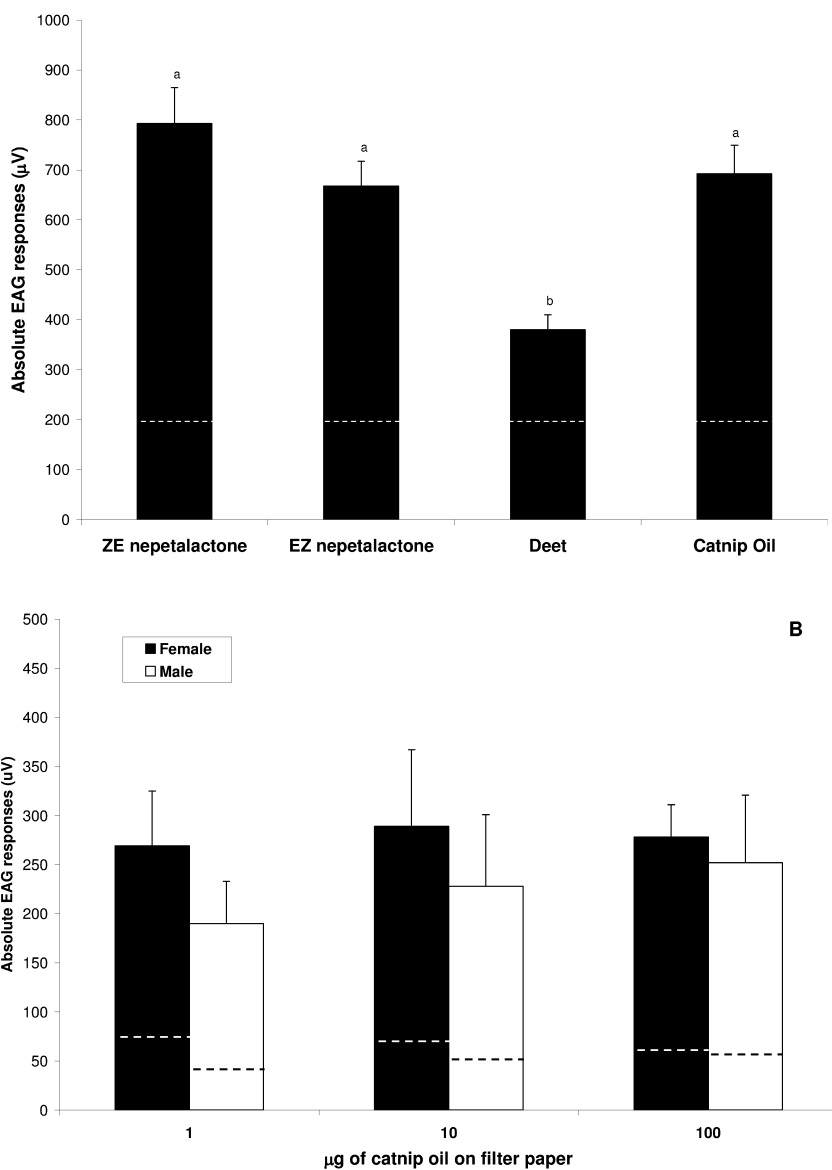 1000
900
800
700
600
500
400
300
200
100
0
Absolute EAG responses (μV)
a
a
b
a
ZE nepetalactone
EZ nepetalactone
Deet
Catnip Oil
B
500
450
400
350
300
250
200
150
100
50
0
Absolute EAG responses (uV)
Female
Male
1
10
100
μg of catnip oil on filter paper